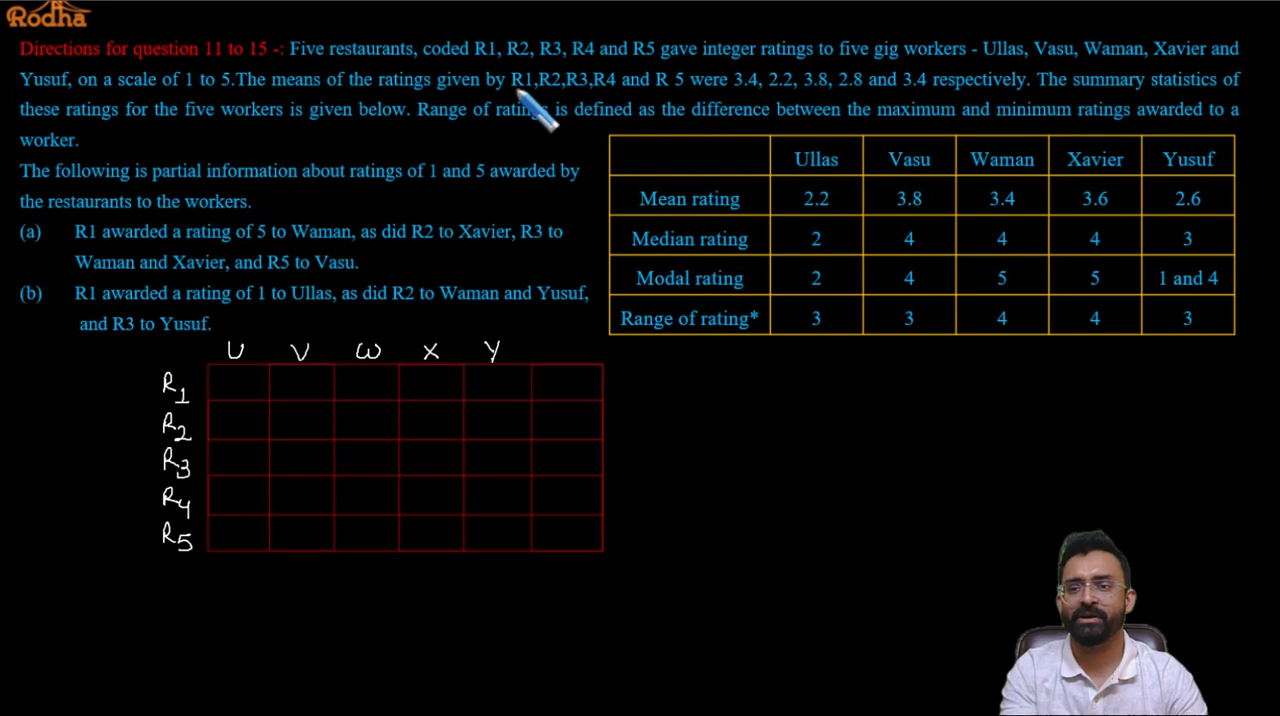 Rodha
Directions for question 11 to 15 -: Five restaurants, coded R1, R2, R3, R4 and R5 gave integer ratings to five gig workers - Ullas, Vasu, Waman, Xavier and
Yusuf, on a scale of 1 to 5.The means of the ratings given by R1,R2,R3,R4 and R 5 were 3.4, 2.2, 3.8, 2.8 and 3.4 respectively. The summary statistics of
these ratings for the five workers is given below. Range of ratings is defined as the difference between the maximum and minimum ratings awarded to a
worker.
The following is partial information about ratings of 1 and 5 awarded by
the restaurants to the workers.
(a) R1 awarded a rating of 5 to Waman, as did R2 to Xavier, R3 to
Waman and Xavier, and R5 to Vasu.
(b) R1 awarded a rating of 1 to Ullas, as did R2 to Waman and Yusuf,
and R3 to Yusuf.
Ullas Vasu Waman Xavier Yusuf
Mean rating 2.2 3.8 3.4 3.6 2.6
Median rating 2 4 4 4 3
Modal rating 2 4 5 5 1 and 4
Range of rating* 3 3 4 4 3
U V W X Y
R1
R2
R3
R4
R5